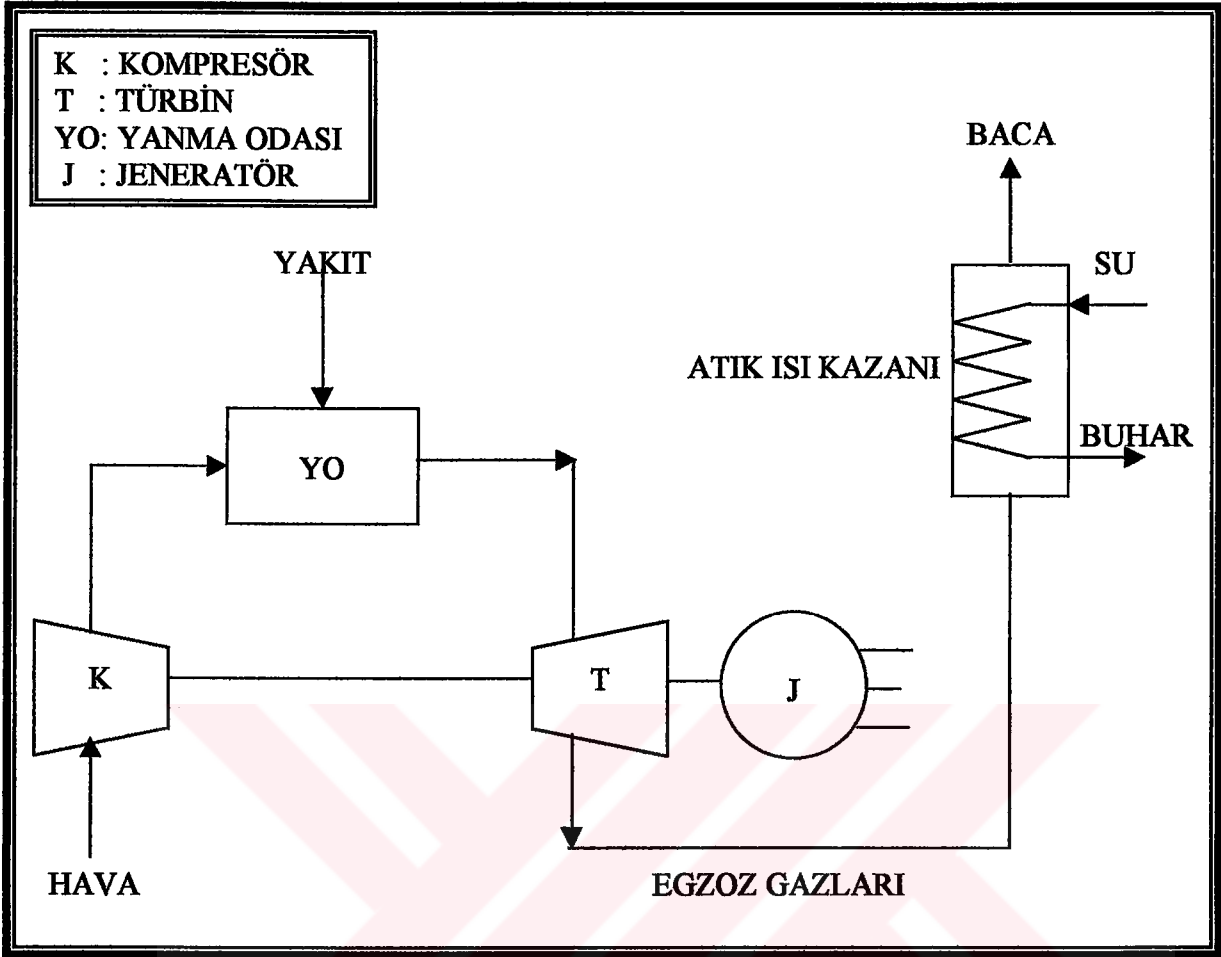 K : KOMPRESÖR
T : TÜRBİN
YO: YANMA ODASI
J : JENERATÖR
BACA
YAKIT
SU
ATIK ISI KAZANI
BUHAR
YO
K
T
J
HAVA
EGZOZ GAZLARI